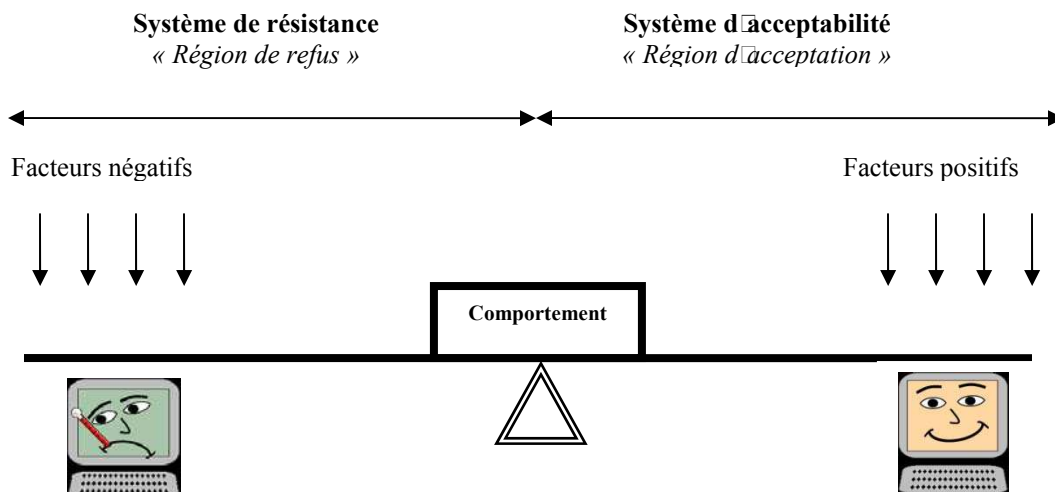 Système de résistance
« Région de refus »
Système d□acceptabilité
« Région d□acceptation »
Facteurs négatifs
Facteurs positifs
Comportement